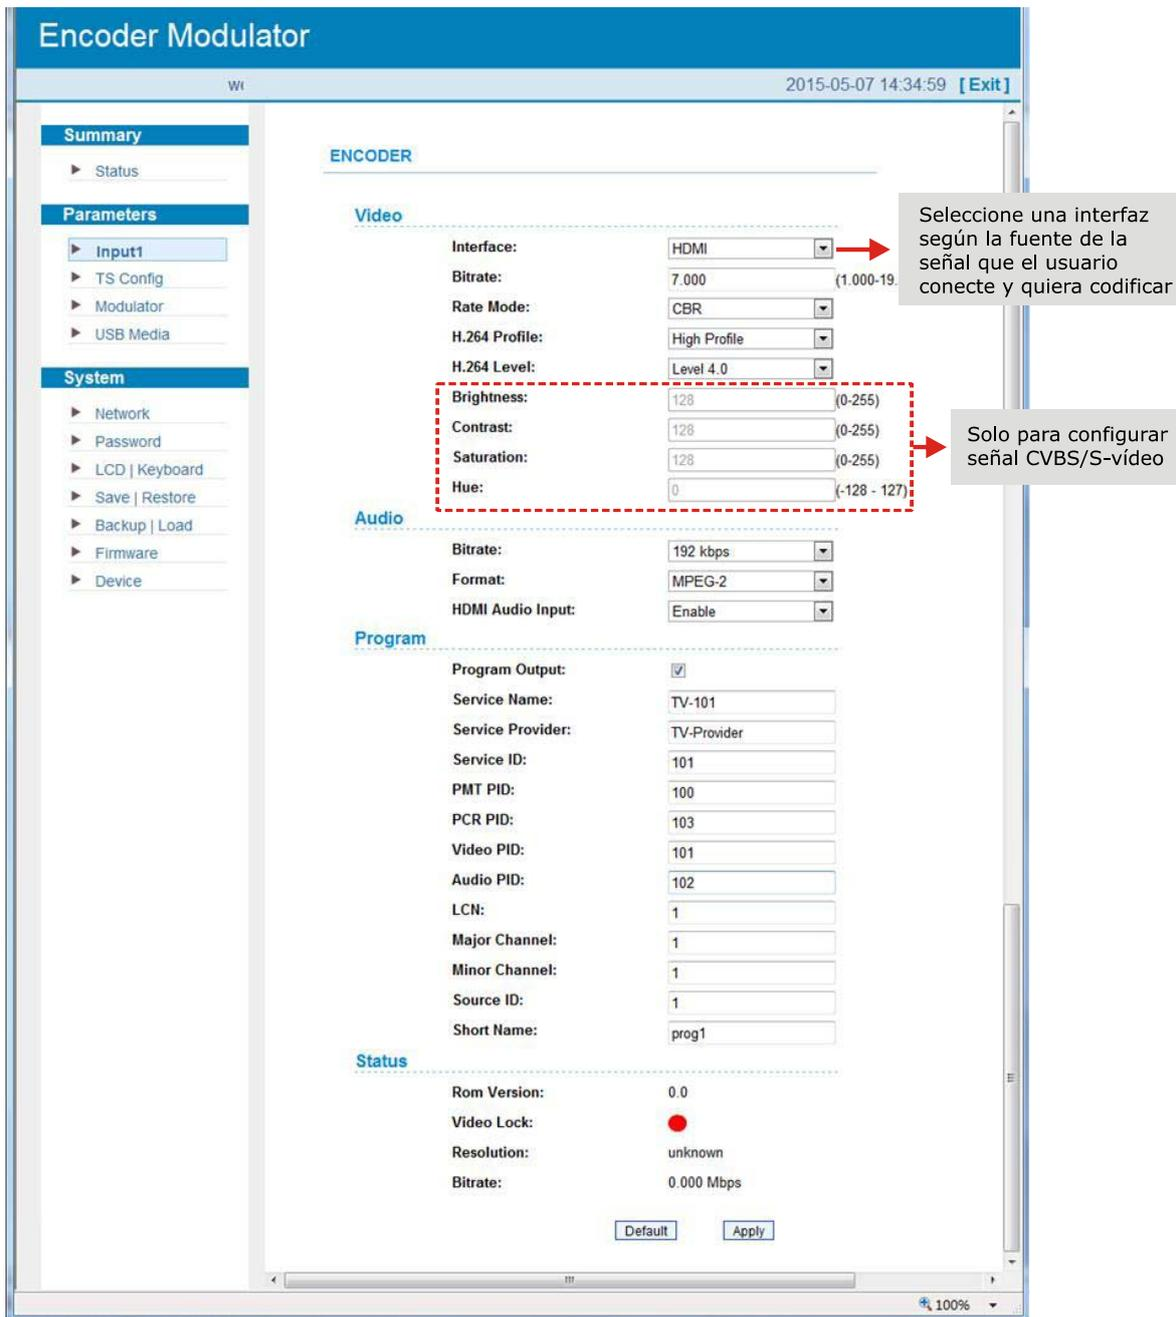 Encoder Modulator
2015-05-07 14:34:59 [Exit]
Summary
Status
Parameters
Input1
TS Config
Modulator
USB Media
System
Network
Password
LCD | Keyboard
Save | Restore
Backup | Load
Firmware
Device
ENCODER
Video
Interface: HDMI
Bitrate: 7.000 (1.000-19.
Rate Mode: CBR
H.264 Profile: High Profile
H.264 Level: Level 4.0
Brightness: 128 (0-255)
Contrast: 128 (0-255)
Saturation: 128 (0-255)
Hue: 0 (-128 - 127)
Seleccione una interfaz
según la fuente de la
señal que el usuario
conecte y quiera codificar
Solo para configurar
señal CVBS/S-vídeo
Audio
Bitrate: 192 kbps
Format: MPEG-2
HDMI Audio Input: Enable
Program
Program Output:
Service Name: TV-101
Service Provider: TV-Provider
Service ID: 101
PMT PID: 100
PCR PID: 103
Video PID: 101
Audio PID: 102
LCN: 1
Major Channel: 1
Minor Channel: 1
Source ID: 1
Short Name: prog1
Status
Rom Version: 0.0
Video Lock:
Resolution: unknown
Bitrate: 0.000 Mbps
Default Apply
100%